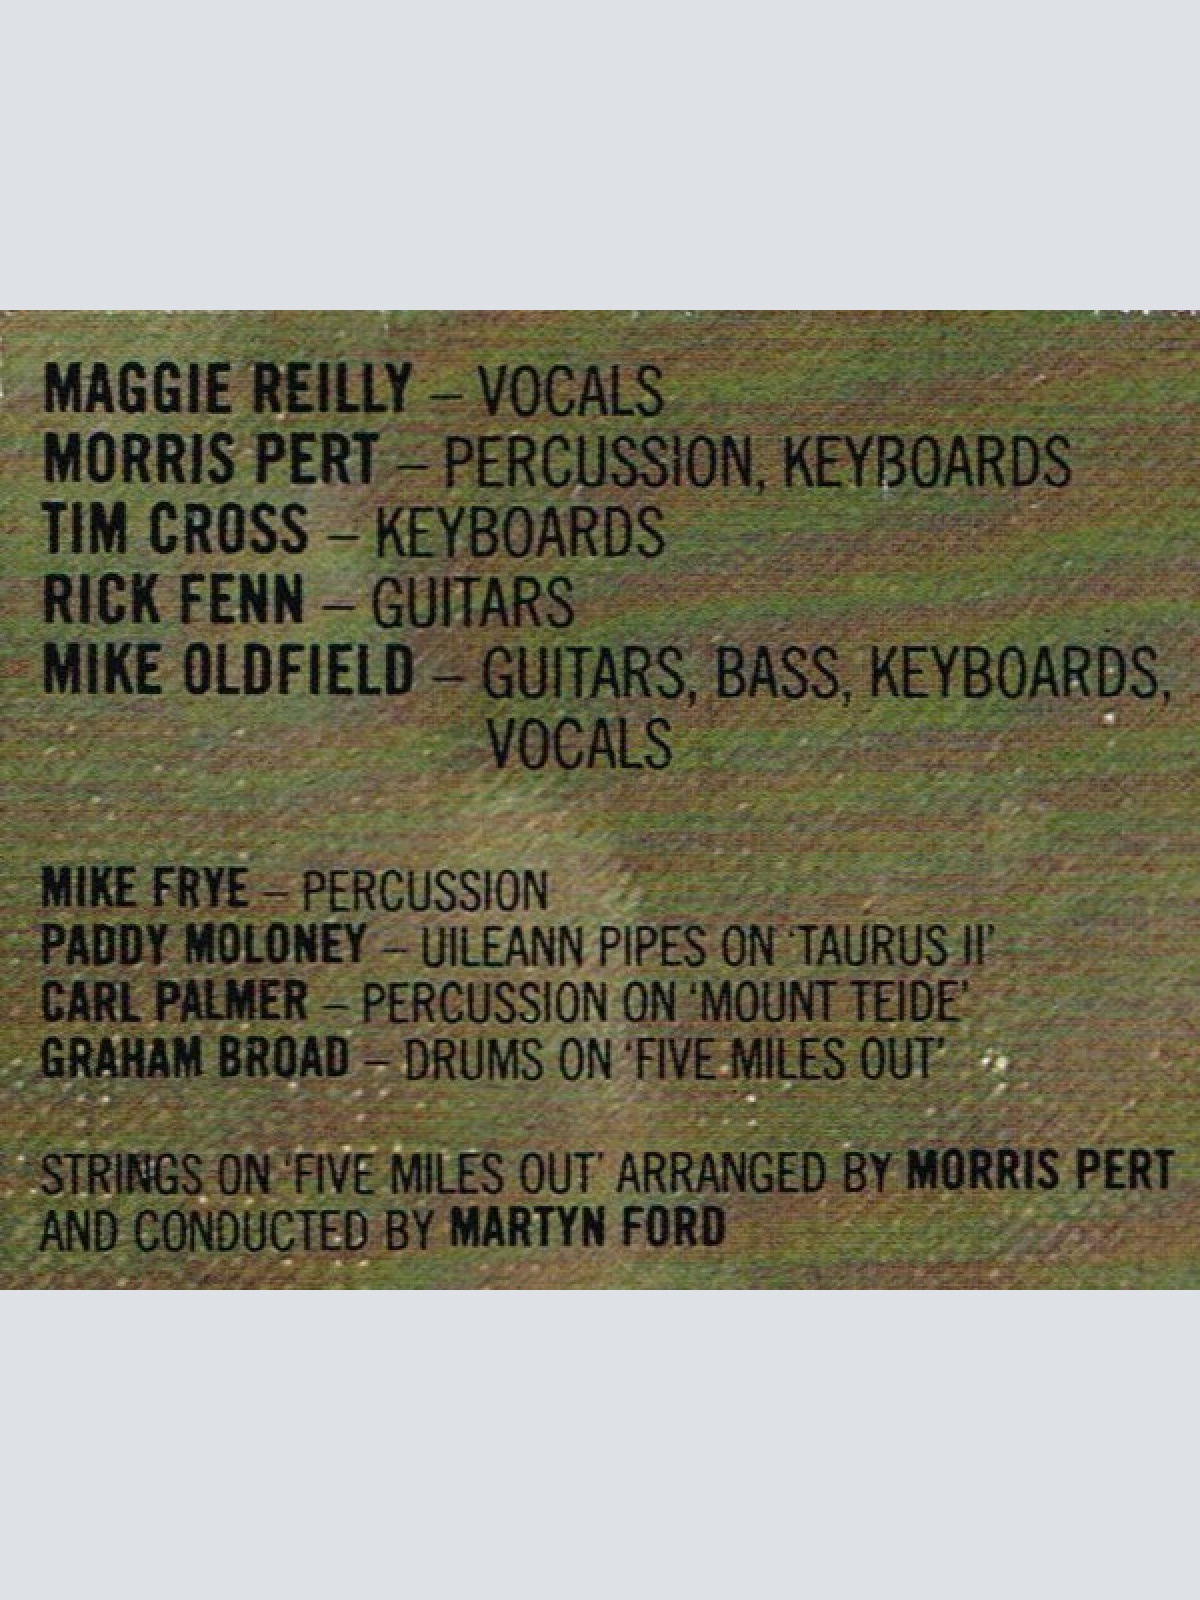 MAGGIE REILLY – VOCALS
MORRIS PERT – PERCUSSION, KEYBOARDS
TIM CROSS – KEYBOARDS
RICK FENN – GUITARS
MIKE OLDFIELD – GUITARS, BASS, KEYBOARDS,
VOCALS
MIKE FRYE – PERCUSSION
PADDY MOLONEY – UILEANN PIPES ON ‘TAURUS II’
CARL PALMER – PERCUSSION ON ‘MOUNT TEIDE’
GRAHAM BROAD – DRUMS ON ‘FIVE MILES OUT’
STRINGS ON ‘FIVE MILES OUT’ ARRANGED BY MORRIS PERT
AND CONDUCTED BY MARTYN FORD